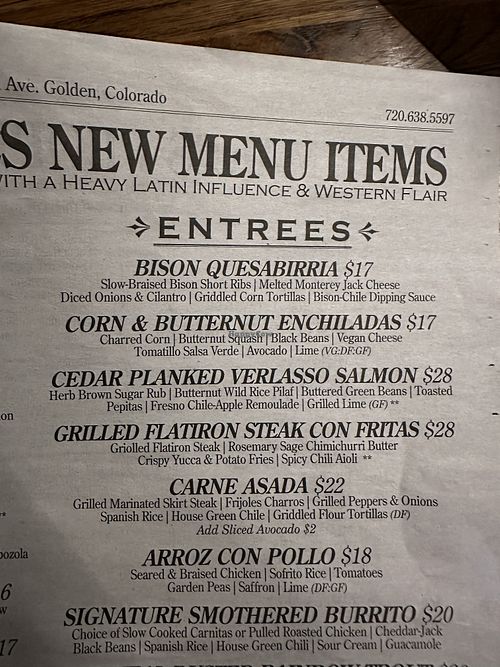 Ave. Golden, Colorado
720.638.5597
S NEW MENU ITEMS
WITH A HEAVY LATIN INFLUENCE & WESTERN FLAIR
ENTREES
BISON QUESABIRRIA $17
Slow-Braised Bison Short Ribs | Melted Monterey Jack Cheese
Diced Onions & Cilantro | Griddled Corn Tortillas | Bison-Chile Dipping Sauce
CORN & BUTTERNUT ENCHILADAS $17
Charred Corn | Butternut Squash | Black Beans | Vegan Cheese
Tomatillo Salsa Verde | Avocado | Lime (VG:DF:GF)
CEDAR PLANKED VERLASSO SALMON $28
Herb Brown Sugar Rub | Butternut Wild Rice Pilaf | Buttered Green Beans | Toasted
Pepitas | Fresno Chile-Apple Remoulade | Grilled Lime (GF) **
GRILLED FLATIRON STEAK CON FRITAS $28
Griolled Flatiron Steak | Rosemary Sage Chimichurri Butter
Crispy Yucca & Potato Fries | Spicy Chili Aioli **
CARNE ASADA $22
Grilled Marinated Skirt Steak | Frijoles Charros | Grilled Peppers & Onions
Spanish Rice | House Green Chile | Griddled Flour Tortillas (DF)
Add Sliced Avocado $2
ARROZ CON POLLO $18
Seared & Braised Chicken | Sofrito Rice | Tomatoes
Garden Peas | Saffron | Lime (DF:GF)
SIGNATURE SMOTHERED BURRITO $20
Choice of Slow Cooked Carnitas or Pulled Roasted Chicken | Cheddar-Jack
Black Beans | Spanish Rice | House Green Chili | Sour Cream | Guacamole
on
**
pozola
6
w
17